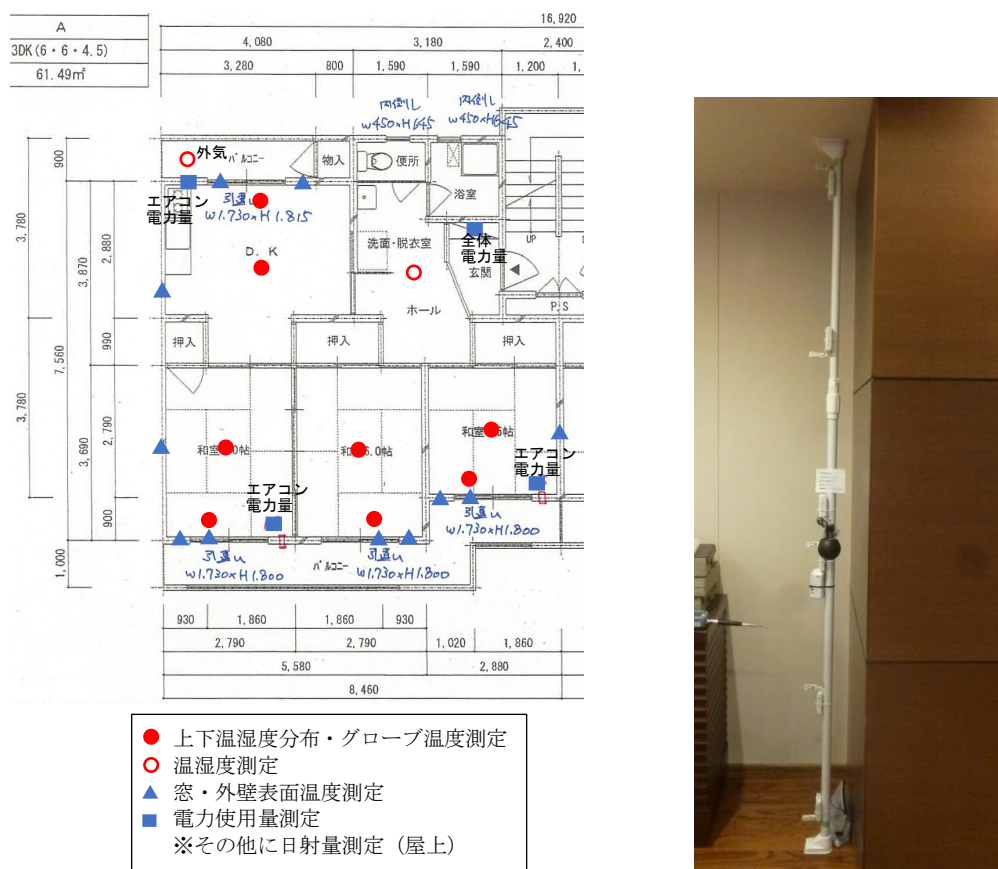 A
3DK(6・6・4.5)
61.49㎡
16,920
4,080
3,180
2,400
3,280
800
1,590
1,590
1,200
1,
内倒し
W450×H645
内倒し
W450×H645
900
3,780
3,870
2,880
7,560
990
3,780
3,690
2,790
900
1,000
外気
バルコニー
物入
便所
浴室
エアコン
電力量
引違い
W1.730×H1.815
D.K
洗面・脱衣室
全体
電力量
玄関
UP
ホール
P.S
押入
押入
押入
和室
0帖
和室6.0帖
和室
5帖
エアコン
電力量
エアコン
電力量
引違い
W1.730×H1.800
引違い
W1.730×H1.800
引違い
W1.730×H1.800
バルコニー
930
1,860
1,860
930
2,790
2,790
1,020
1,860
5,580
2,880
8,460
上下温湿度分布・グローブ温度測定
温湿度測定
窓・外壁表面温度測定
電力使用量測定
※その他に日射量測定（屋上）